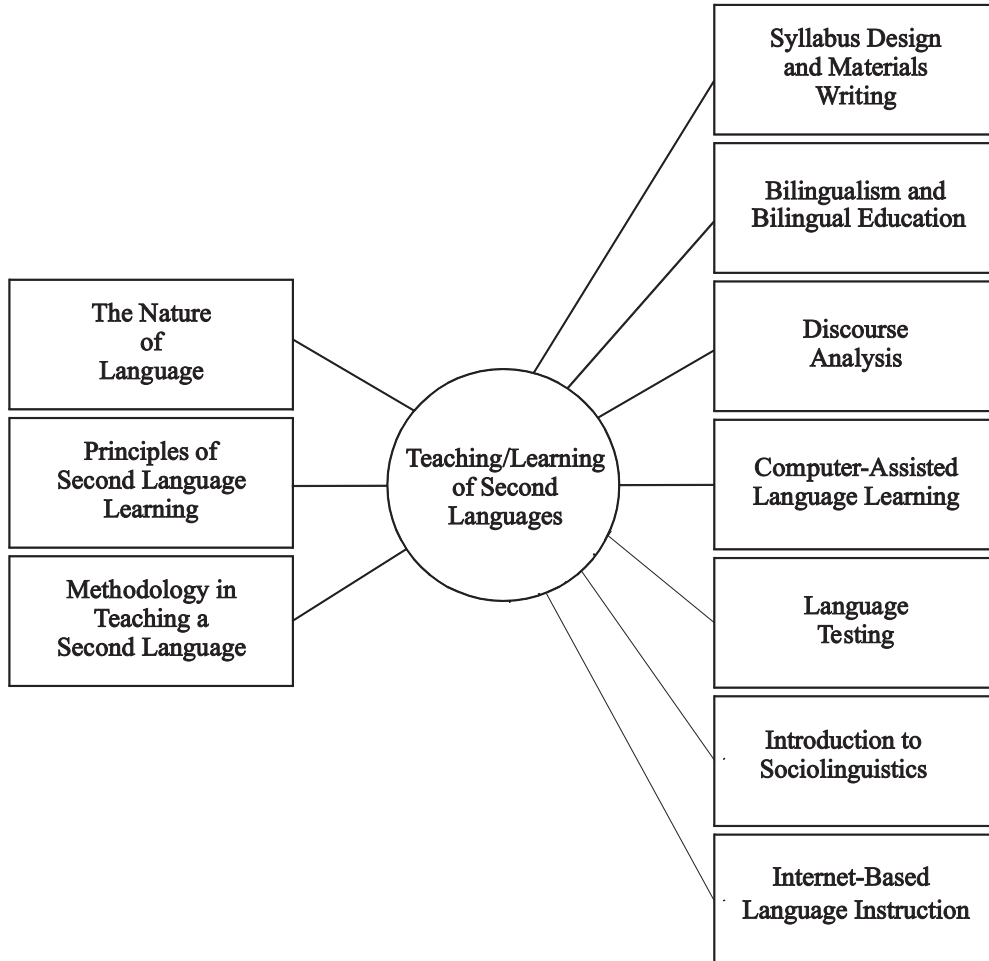 The Nature
of
Language
Principles of
Second Language
Learning
Methodology in
Teaching a
Second Language
Teaching/Learning
of Second
Languages
Syllabus Design
and Materials
Writing
Bilingualism and
Bilingual Education
Discourse
Analysis
Computer-Assisted
Language Learning
Language
Testing
Introduction to
Sociolinguistics
Internet-Based
Language Instruction